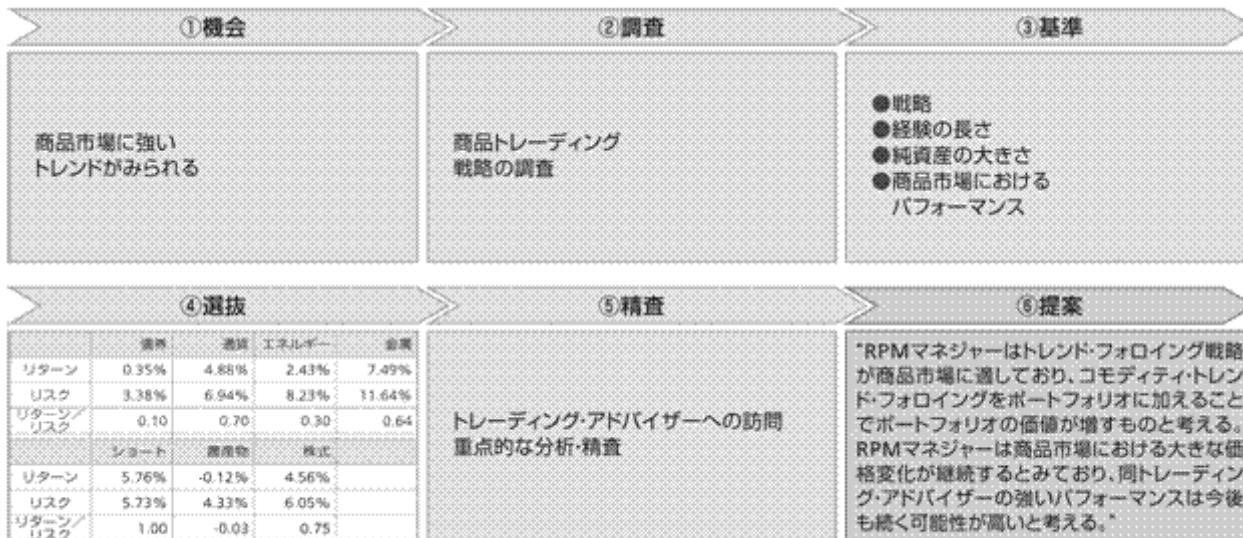 ①機会
②調査
③基準
商品市場に強い
トレンドがみられる
商品トレーディング
戦略の調査
●戦略
●経験の長さ
●純資産の大きさ
●商品市場における
パフォーマンス
④選抜
⑤精査
⑥提案
債券 通貨 エネルギー 金属
リターン 0.35% 4.88% 2.43% 7.49%
リスク 3.38% 6.94% 8.23% 11.64%
リターン/
リスク 0.10 0.70 0.30 0.64
ショート 農産物 株式
リターン 5.76% -0.12% 4.56%
リスク 5.73% 4.33% 6.05%
リターン/
リスク 1.00 -0.03 0.75
トレーディング・アドバイザーへの訪問
重点的な分析・精査
"RPMマネジャーはトレンド・フォロイング戦略
が商品市場に適しており、コモディティ・トレン
ド・フォロイングをポートフォリオに加えること
でポートフォリオの価値が増すものと考える。
RPMマネジャーは商品市場における大きな価
格変化が継続するとみており、同トレーディン
グ・アドバイザーの強いパフォーマンスは今後
も続く可能性が高いと考える。"